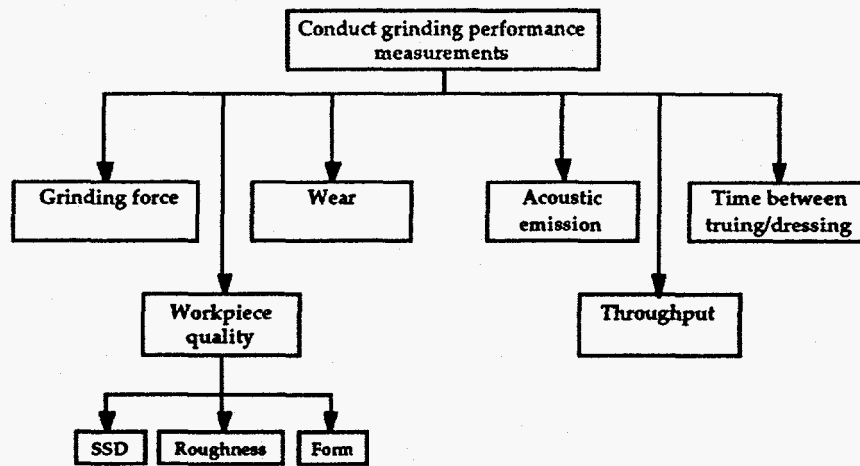 Conduct grinding performance
measurements
Grinding force
Wear
Acoustic
emission
Time between
truing/dressing
Workpiece
quality
Throughput
SSD
Roughness
Form